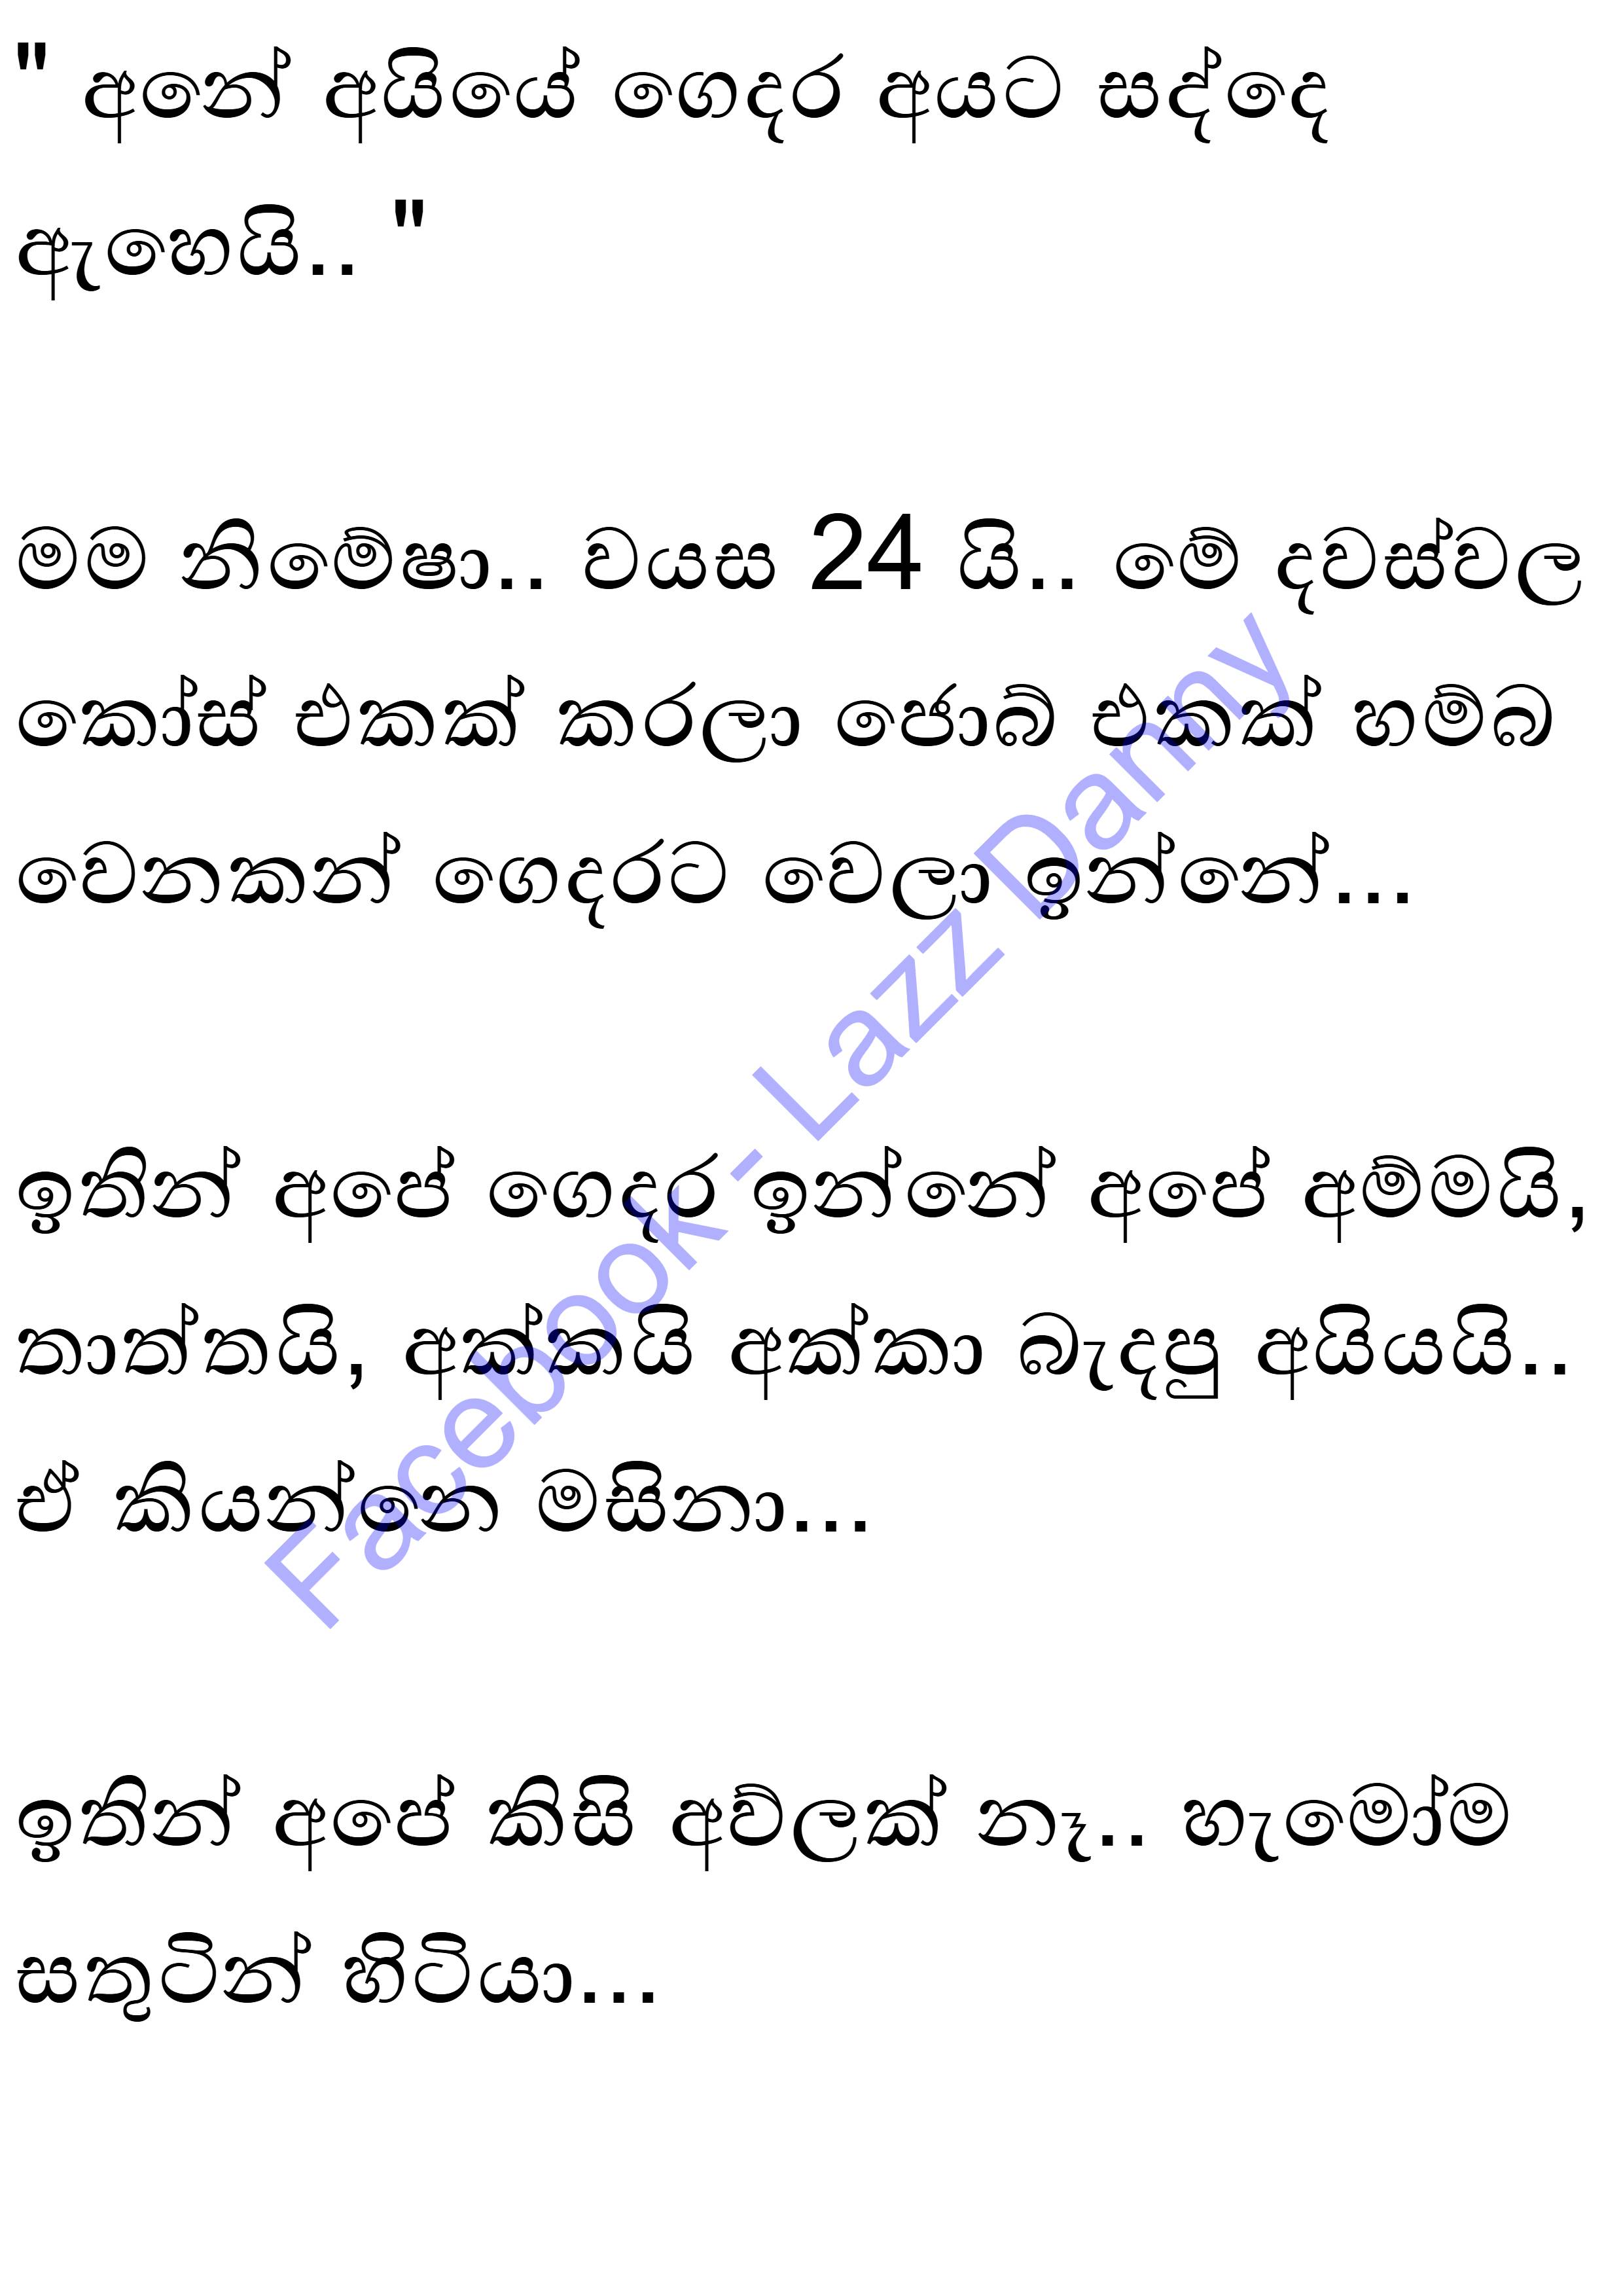 " අනේ අයියේ ගෙදර අයට සද්දෙ
ඇහෙයි.. "
මම නිමේෂා.. වයස 24 යි.. මේ දවස්වල
කෝස් එකක් කරලා ජොබ් එකක් හම්බ
වෙනකන් ගෙදරට වෙලා ඉන්නේ...
ඉතින් අපේ ගෙදර ඉන්නේ අපේ අම්මයි,
තාත්තයි, අක්කයි අක්කා බැදපු අයියයි..
ඒ කියන්නෙ මසිනා...
ඉතින් අපේ කිසි අව්ලක් නෑ.. හැමෝම
සතුටින් හිටියා...
Facebook - Lazz Danny